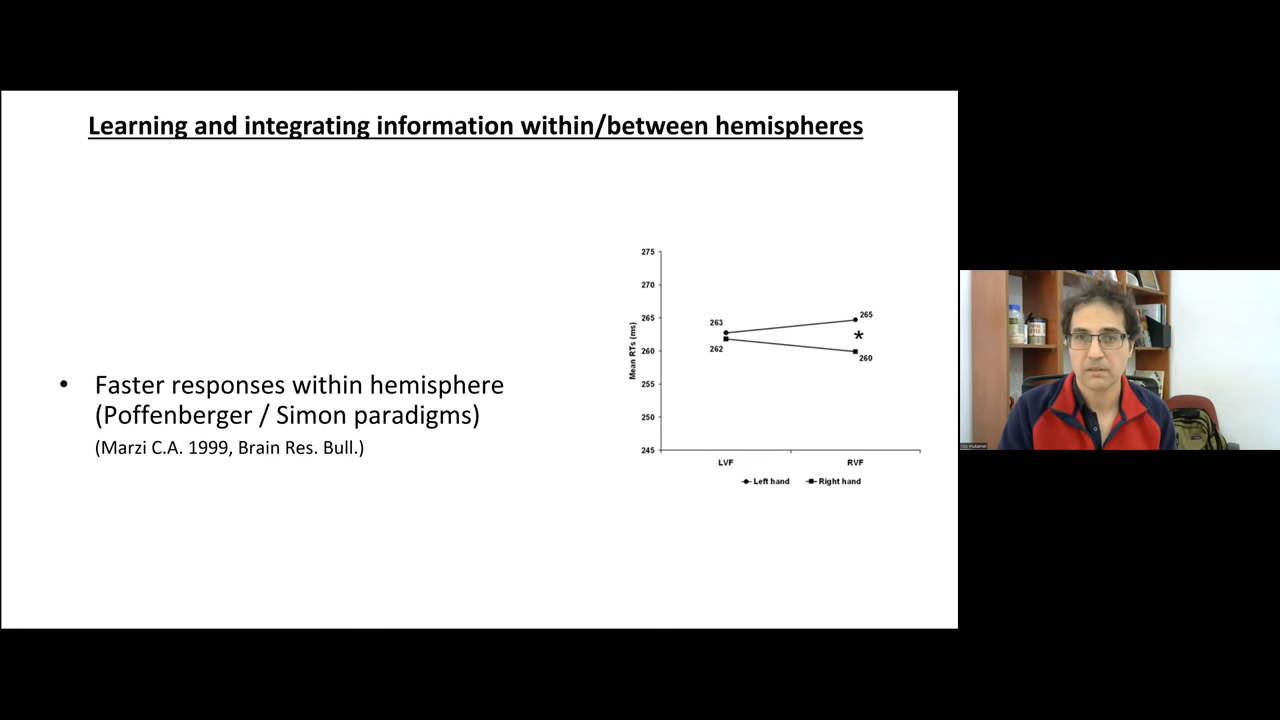 Learning and integrating information within/between hemispheres
• Faster responses within hemisphere
(Poffenberger / Simon paradigms)
(Marzi C.A. 1999, Brain Res. Bull.)
275
270
265
260
255
250
245
Mean RTs (ms)
263
262
265
*
260
LVF
RVF
Left hand
Right hand